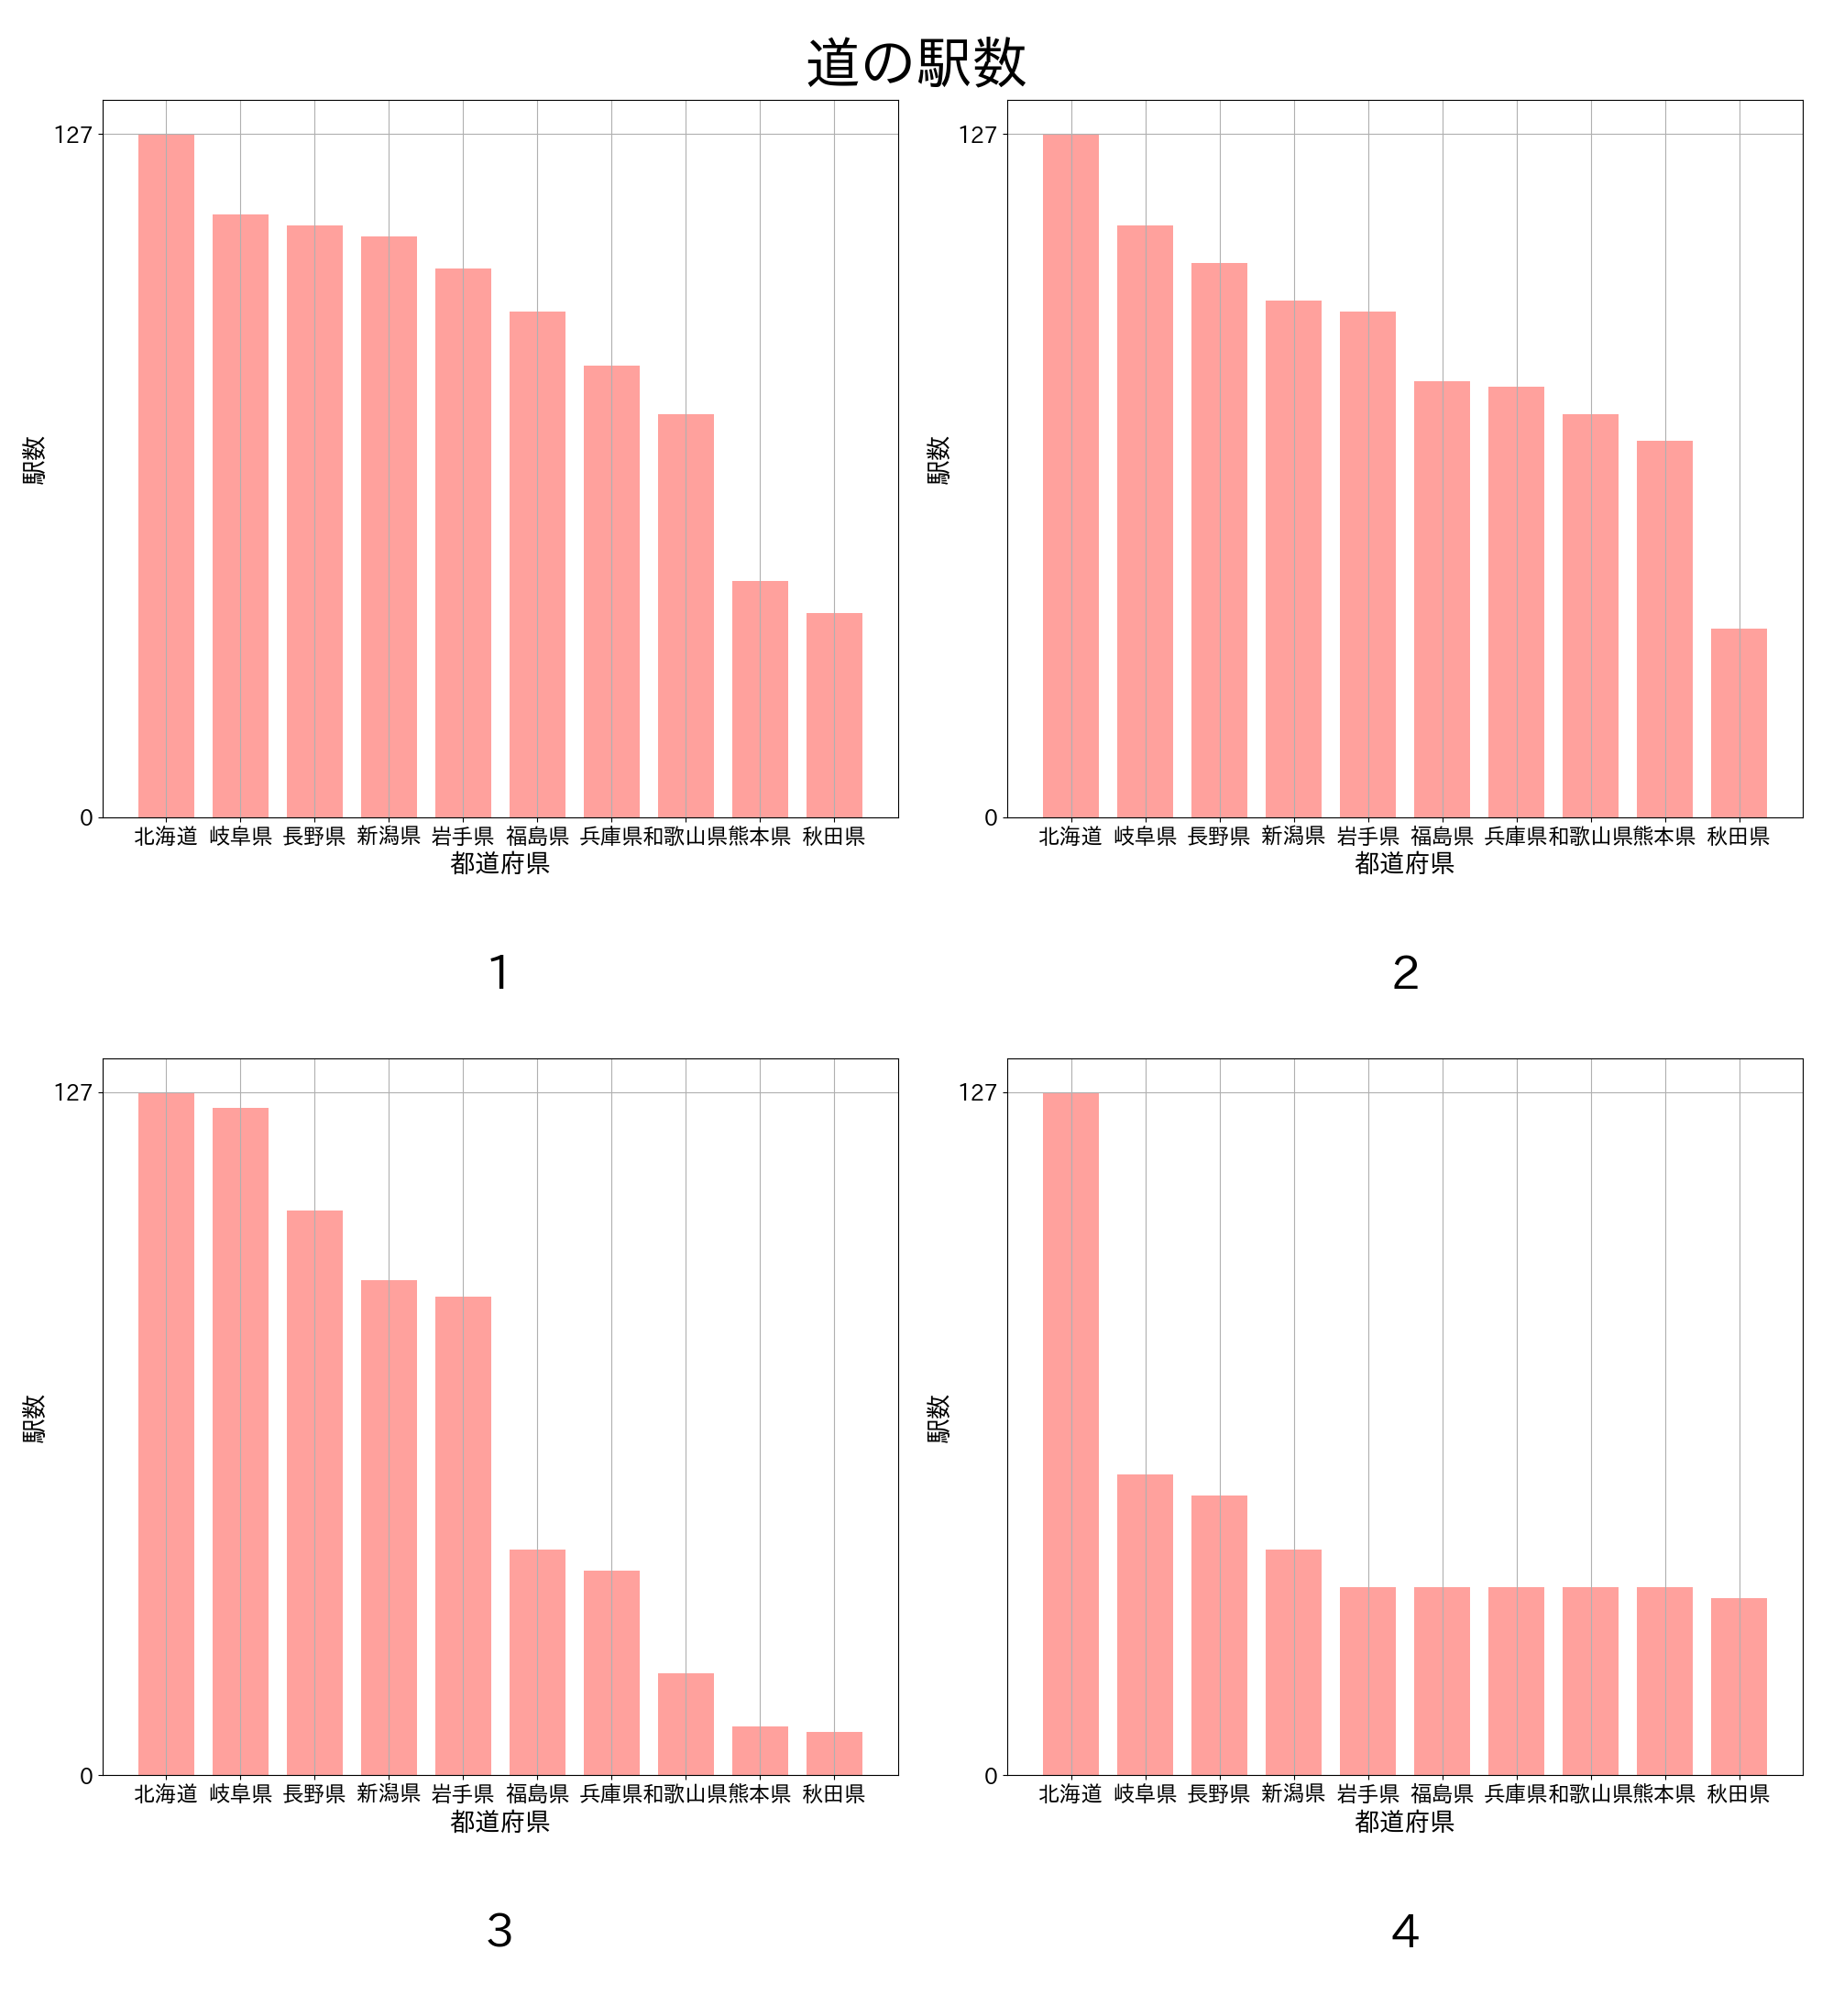 道の駅数
127
0
駅数
北海道 岐阜県 長野県 新潟県 岩手県 福島県 兵庫県 和歌山県 熊本県 秋田県
都道府県
1
127
0
駅数
北海道 岐阜県 長野県 新潟県 岩手県 福島県 兵庫県 和歌山県 熊本県 秋田県
都道府県
2
127
0
駅数
北海道 岐阜県 長野県 新潟県 岩手県 福島県 兵庫県 和歌山県 熊本県 秋田県
都道府県
3
127
0
駅数
北海道 岐阜県 長野県 新潟県 岩手県 福島県 兵庫県 和歌山県 熊本県 秋田県
都道府県
4